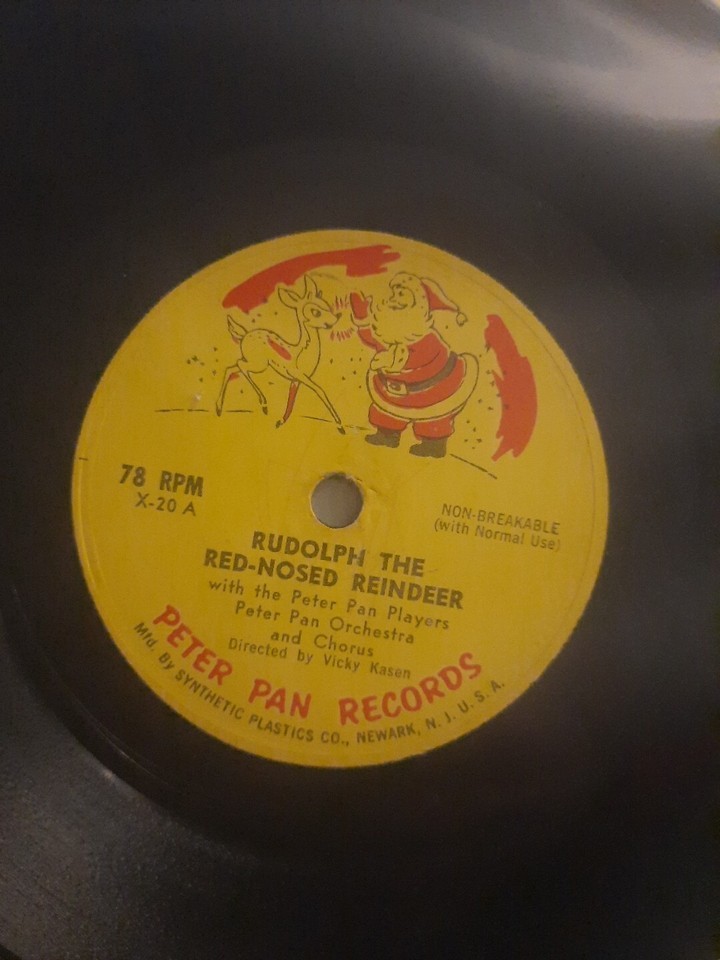 78 RPM
X-20 A
NON-BREAKABLE
(with Normal Use)
RUDOLPH THE
RED-NOSED REINDEER
with the Peter Pan Players
Peter Pan Orchestra
and Chorus
Directed by Vicky Kasen
PETER PAN RECORDS
Mfd. By SYNTHETIC PLASTICS CO., NEWARK, N. J. U. S. A.